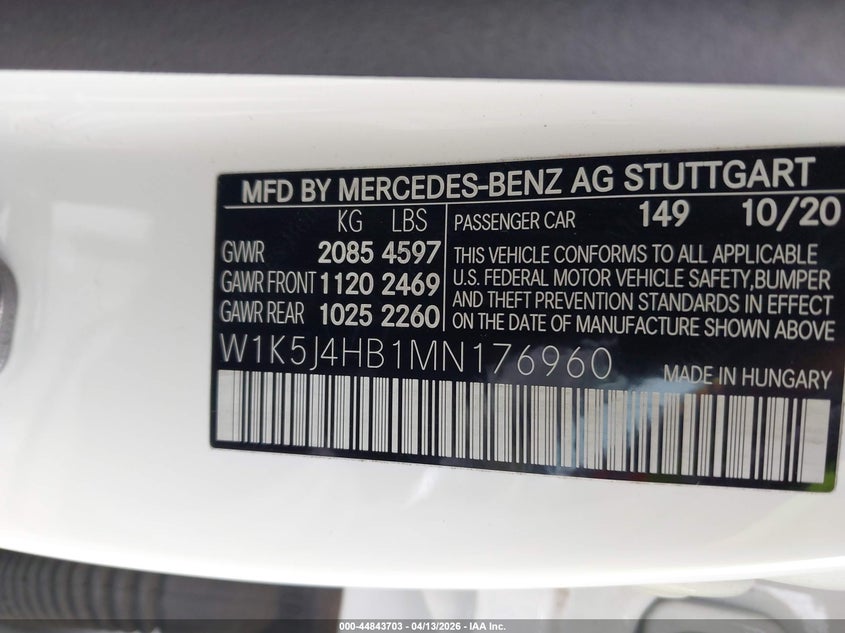 MFD BY MERCEDES-BENZ AG STUTTGART
KG LBS
GVWR 2085 4597
GAWR FRONT 1120 2469
GAWR REAR 1025 2260
PASSENGER CAR 149 10/20
THIS VEHICLE CONFORMS TO ALL APPLICABLE
U.S. FEDERAL MOTOR VEHICLE SAFETY,BUMPER
AND THEFT PREVENTION STANDARDS IN EFFECT
ON THE DATE OF MANUFACTURE SHOWN ABOVE
W1K5J4HB1MN176960 MADE IN HUNGARY
000-44843703 - 04/13/2026 - IAA Inc.